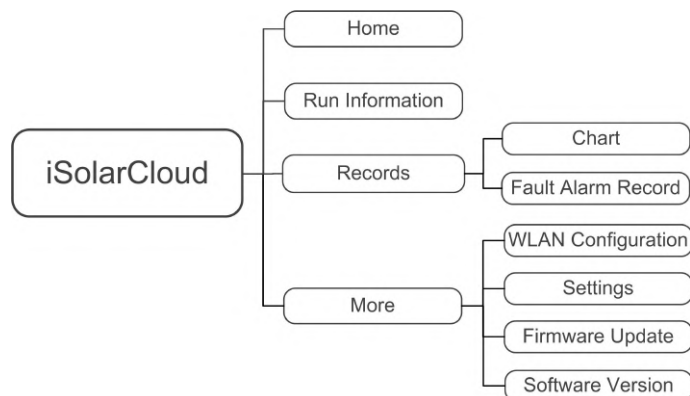 iSolarCloud
Home
Run Information
Records
Chart
Fault Alarm Record
More
WLAN Configuration
Settings
Firmware Update
Software Version